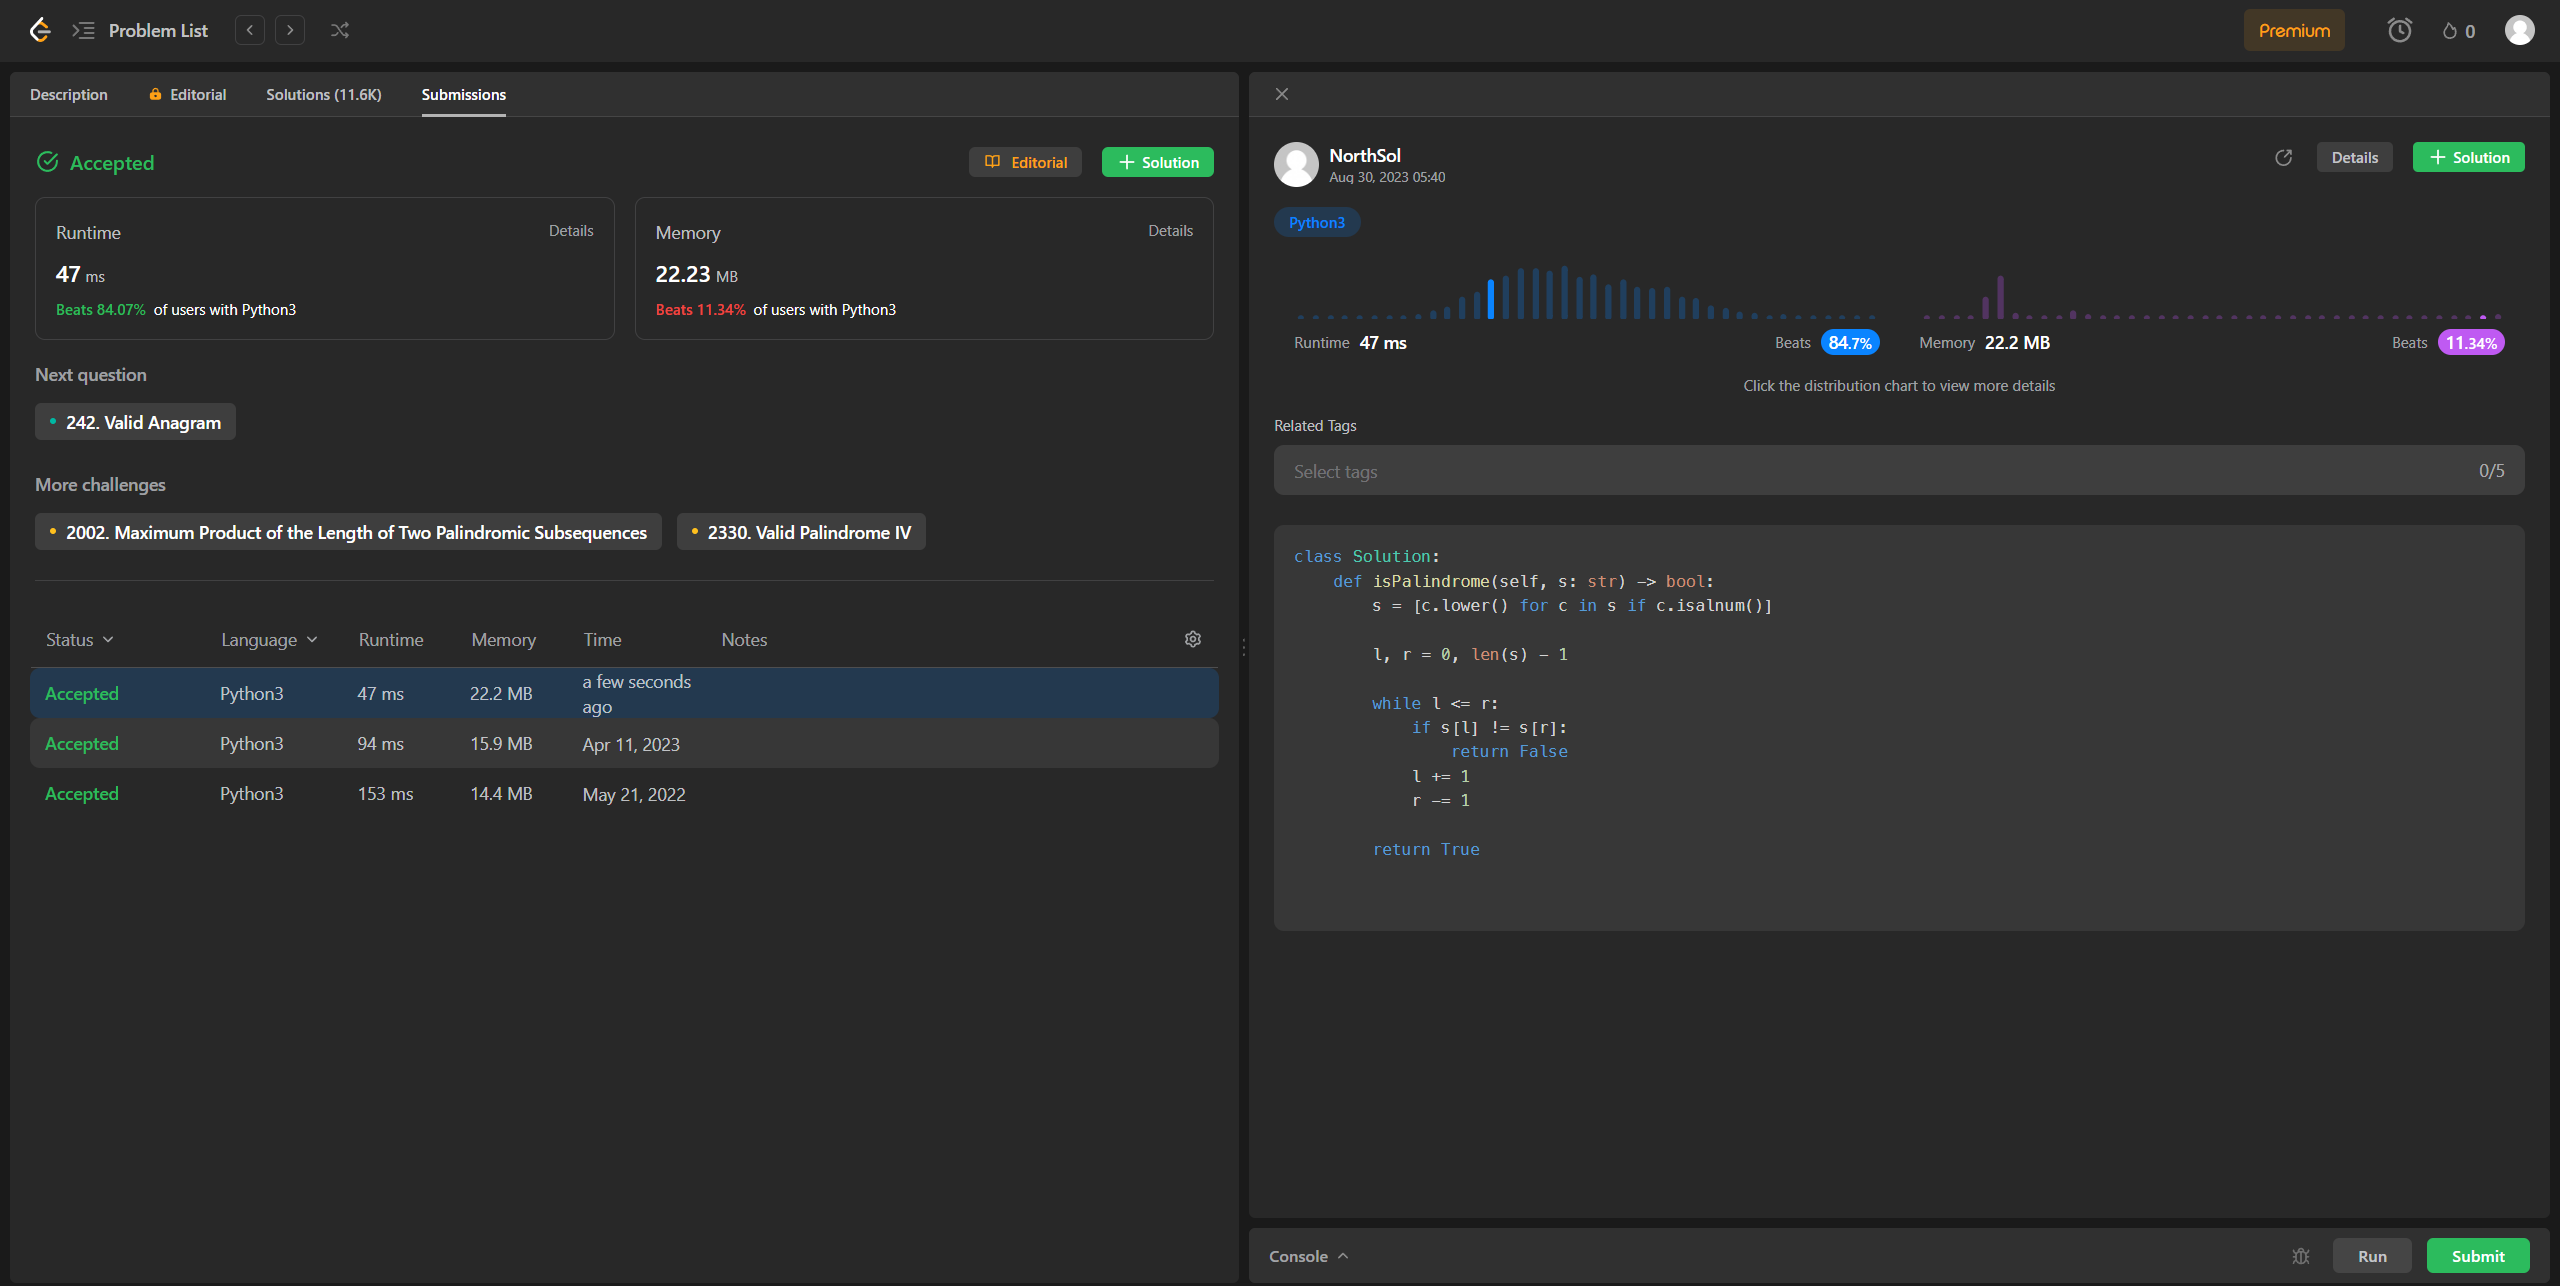 Problem List
Premium
0
Description Editorial Solutions (11.6K) Submissions
Accepted
Editorial
Solution
Runtime Details
47 ms
Beats 84.07% of users with Python3
Memory Details
22.23 MB
Beats 11.34% of users with Python3
Next question
242. Valid Anagram
More challenges
2002. Maximum Product of the Length of Two Palindromic Subsequences
2330. Valid Palindrome IV
Status Language Runtime Memory Time Notes
Accepted Python3 47 ms 22.2 MB a few seconds
ago
Accepted Python3 94 ms 15.9 MB Apr 11, 2023
Accepted Python3 153 ms 14.4 MB May 21, 2022
NorthSol
Aug 30, 2023 05:40
Details
Solution
Python3
Runtime 47 ms Beats 84.7%
Memory 22.2 MB Beats 11.34%
Click the distribution chart to view more details
Related Tags
Select tags 0/5
class Solution:
    def isPalindrome(self, s: str) -> bool:
        s = [c.lower() for c in s if c.isalnum()]
        l, r = 0, len(s) - 1
        while l <= r:
            if s[l] != s[r]:
                return False
            l += 1
            r -= 1
        return True
Console
Run
Submit